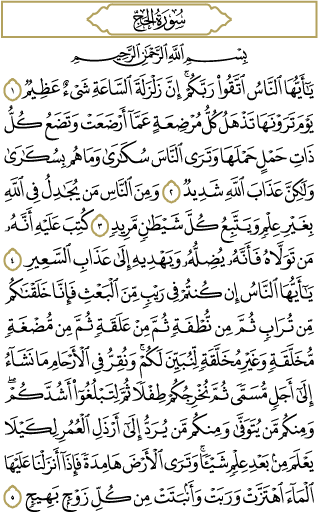 سُورَةُ الحَجِّ
بِسْمِ ٱللَّهِ ٱلرَّحْمَٰنِ ٱلرَّحِيمِ
يَٰٓأَيُّهَا ٱلنَّاسُ ٱتَّقُواْ رَبَّكُمْۚ إِنَّ زَلْزَلَةَ ٱلسَّاعَةِ شَىْءٌ عَظِيمٌ ١
يَوْمَ تَرَوْنَهَا تَذْهَلُ كُلُّ مُرْضِعَةٍ عَمَّآ أَرْضَعَتْ وَتَضَعُ كُلُّ
ذَاتِ حَمْلٍ حَمْلَهَا وَتَرَى ٱلنَّاسَ سُكَٰرَىٰ وَمَا هُم بِسُكَٰرَىٰ
وَلَٰكِنَّ عَذَابَ ٱللَّهِ شَدِيدٌ ٢ وَمِنَ ٱلنَّاسِ مَن يُجَٰدِلُ فِى ٱللَّهِ
بِغَيْرِ عِلْمٍ وَيَتَّبِعُ كُلَّ شَيْطَٰنٍ مَّرِيدٍ ٣ كُتِبَ عَلَيْهِ أَنَّهُۥ
مَن تَوَلَّاهُ فَأَنَّهُۥ يُضِلُّهُۥ وَيَهْدِيهِ إِلَىٰ عَذَابِ ٱلسَّعِيرِ ٤
يَٰٓأَيُّهَا ٱلنَّاسُ إِن كُنتُمْ فِى رَيْبٍ مِّنَ ٱلْبَعْثِ فَإِنَّا خَلَقْنَٰكُم
مِّن تُرَابٍ ثُمَّ مِن نُّطْفَةٍ ثُمَّ مِنْ عَلَقَةٍ ثُمَّ مِن مُّضْغَةٍ
مُّخَلَّقَةٍ وَغَيْرِ مُخَلَّقَةٍ لِّنُبَيِّنَ لَكُمْۚ وَنُقِرُّ فِى ٱلْأَرْحَامِ مَا نَشَآءُ
إِلَىٰٓ أَجَلٍ مُّسَمًّى ثُمَّ نُخْرِجُكُمْ طِفْلًا ثُمَّ لِتَبْلُغُوٓاْ أَشُدَّكُمْۖ
وَمِنكُم مَّن يُتَوَفَّىٰ وَمِنكُم مَّن يُرَدُّ إِلَىٰٓ أَرْذَلِ ٱلْعُمُرِ لِكَيْلَا
يَعْلَمَ مِنۢ بَعْدِ عِلْمٍ شَيْـًٔاۚ وَتَرَى ٱلْأَرْضَ هَامِدَةً فَإِذَآ أَنزَلْنَا عَلَيْهَا
ٱلْمَآءَ ٱهْتَزَّتْ وَرَبَتْ وَأَنۢبَتَتْ مِن كُلِّ زَوْجٍۭ بَهِيجٍ ٥